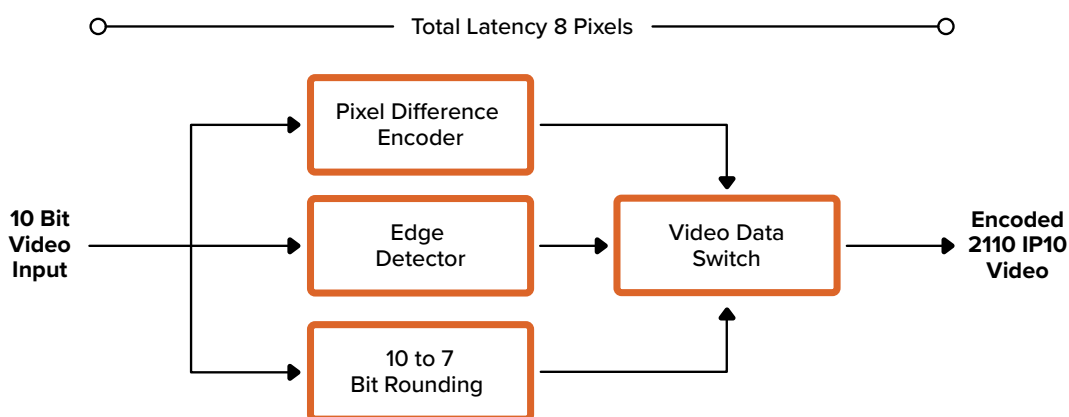 Total Latency 8 Pixels
Pixel Difference
Encoder
10 Bit
Video
Input
Edge
Detector
Video Data
Switch
Encoded
2110 IP10
Video
10 to 7
Bit Rounding